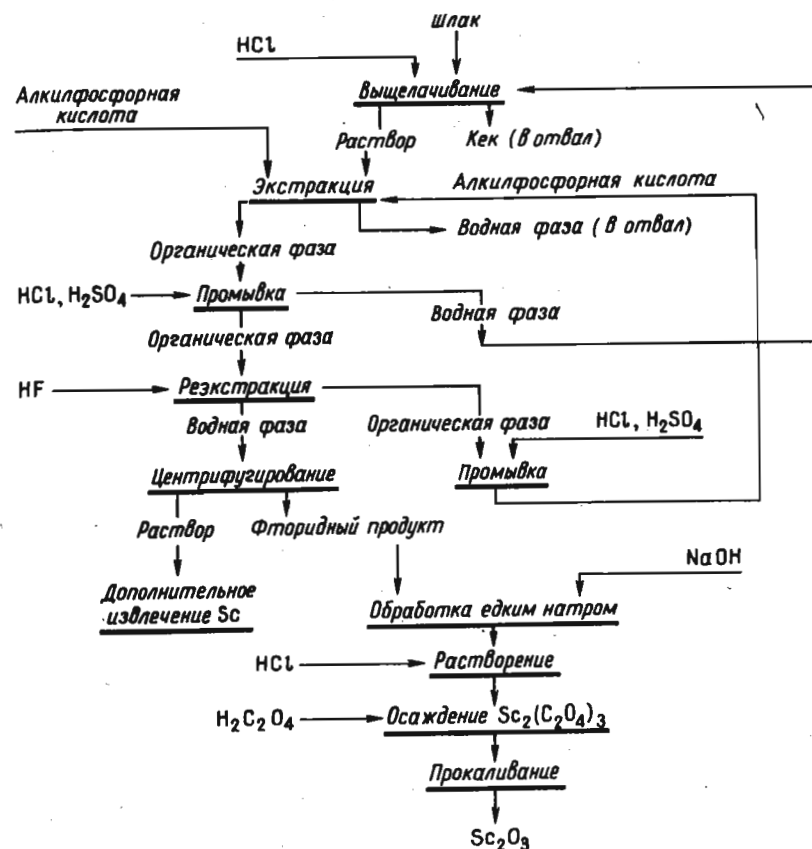 Шлак
HCl
Выщелачивание
Алкилфосфорная
кислота
Раствор
Кек (в отвал)
Экстракция
Алкилфосфорная кислота
Водная фаза (в отвал)
Органическая фаза
HCl, H₂SO₄
Промывка
Водная фаза
Органическая фаза
HF
Реэкстракция
Водная фаза
Органическая фаза
HCl, H₂SO₄
Центрифугирование
Промывка
Раствор
Фторидный продукт
NaOH
Дополнительное
извлечение Sc
Обработка едким натром
HCl
Растворение
H₂C₂O₄
Осаждение Sc₂(C₂O₄)₃
Прокаливание
Sc₂O₃